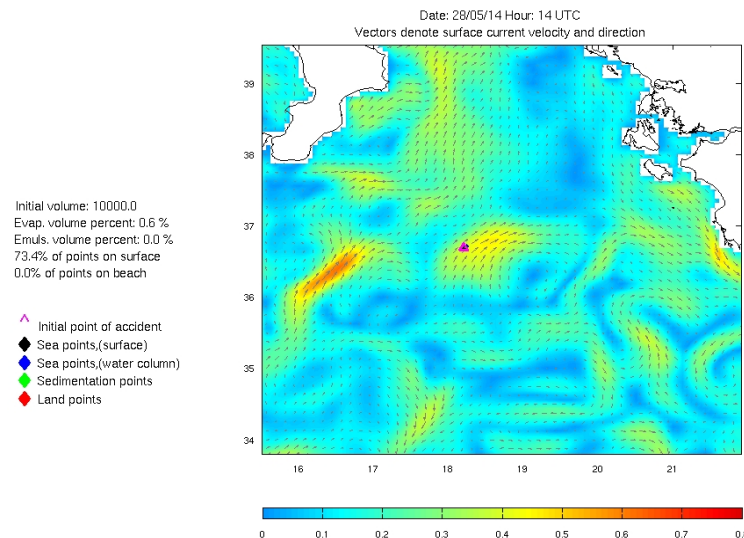 Date: 28/05/14 Hour: 14 UTC
Vectors denote surface current velocity and direction
Initial volume: 10000.0
Evap. volume percent: 0.6 %
Emuls. volume percent: 0.0 %
73.4% of points on surface
0.0% of points on beach
Initial point of accident
Sea points,(surface)
Sea points,(water column)
Sedimentation points
Land points
39
38
37
36
35
34
16 17 18 19 20 21
0 0.1 0.2 0.3 0.4 0.5 0.6 0.7